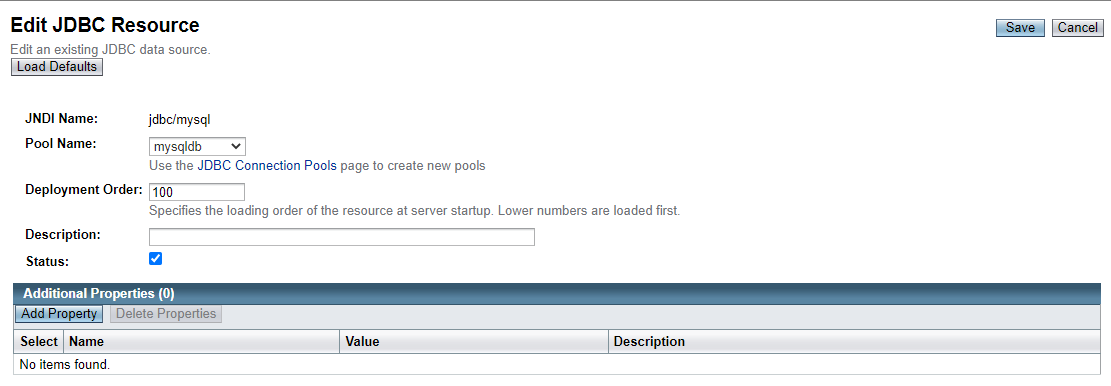 Edit JDBC Resource
Save Cancel
Edit an existing JDBC data source.
Load Defaults
JNDI Name: jdbc/mysql
Pool Name: mysqldb
Use the JDBC Connection Pools page to create new pools
Deployment Order: 100
Specifies the loading order of the resource at server startup. Lower numbers are loaded first.
Description:
Status:
Additional Properties (0)
Add Property Delete Properties
Select Name Value Description
No items found.